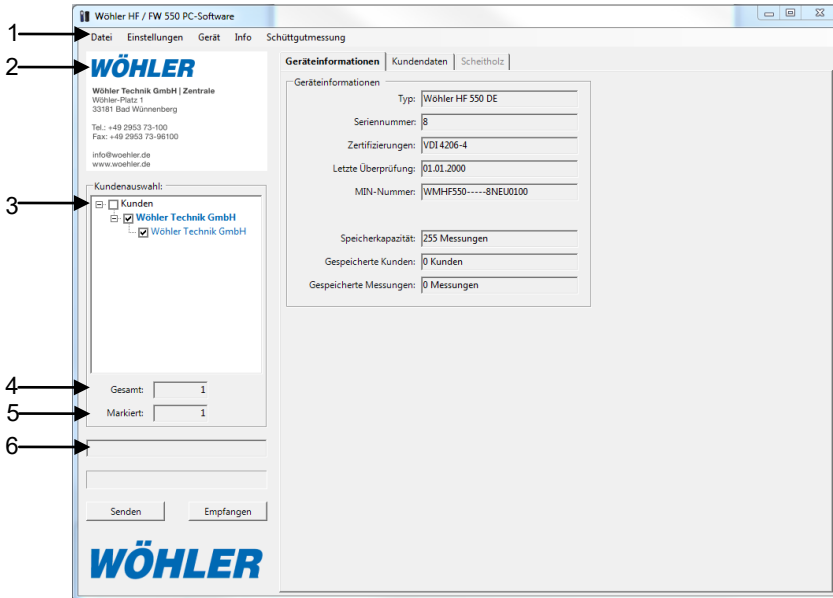 Wöhler HF / FW 550 PC-Software
1
Datei Einstellungen Gerät Info Schüttgutmessung
2
WÖHLER
Wöhler Technik GmbH | Zentrale
Wöhler-Platz 1
33181 Bad Wünnenberg
Tel.: +49 2953 73-100
Fax: +49 2953 73-96100
info@woehler.de
www.woehler.de
Kundenauswahl:
3
Kunden
Wöhler Technik GmbH
Wöhler Technik GmbH
4
Gesamt: 1
5
Markiert: 1
6
Senden Empfangen
WÖHLER
Geräteinformationen Kundendaten Scheitholz
Geräteinformationen
Typ: Wöhler HF 550 DE
Seriennummer: 8
Zertifizierungen: VDI 4206-4
Letzte Überprüfung: 01.01.2000
MIN-Nummer: WMHF550-----8NEU0100
Speicherkapazität: 255 Messungen
Gespeicherte Kunden: 0 Kunden
Gespeicherte Messungen: 0 Messungen